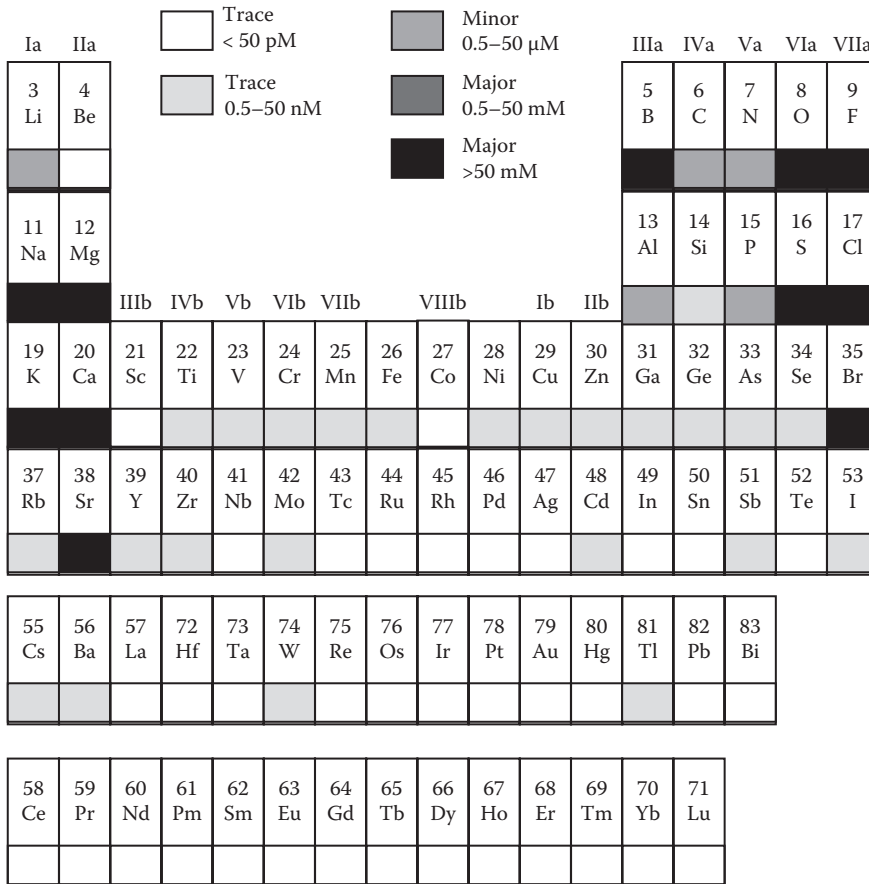 Trace
< 50 pM
Minor
0.5–50 μM
Trace
0.5–50 nM
Major
0.5–50 mM
Major
>50 mM
Ia IIa IIIa IVa Va VIa VIIa
3 4 5 6 7 8 9
Li Be B C N O F
11 12 13 14 15 16 17
Na Mg Al Si P S Cl
IIIb IVb Vb VIb VIIb VIIIb Ib IIb
19 20 21 22 23 24 25 26 27 28 29 30 31 32 33 34 35
K Ca Sc Ti V Cr Mn Fe Co Ni Cu Zn Ga Ge As Se Br
37 38 39 40 41 42 43 44 45 46 47 48 49 50 51 52 53
Rb Sr Y Zr Nb Mo Tc Ru Rh Pd Ag Cd In Sn Sb Te I
55 56 57 72 73 74 75 76 77 78 79 80 81 82 83
Cs Ba La Hf Ta W Re Os Ir Pt Au Hg Tl Pb Bi
58 59 60 61 62 63 64 65 66 67 68 69 70 71
Ce Pr Nd Pm Sm Eu Gd Tb Dy Ho Er Tm Yb Lu